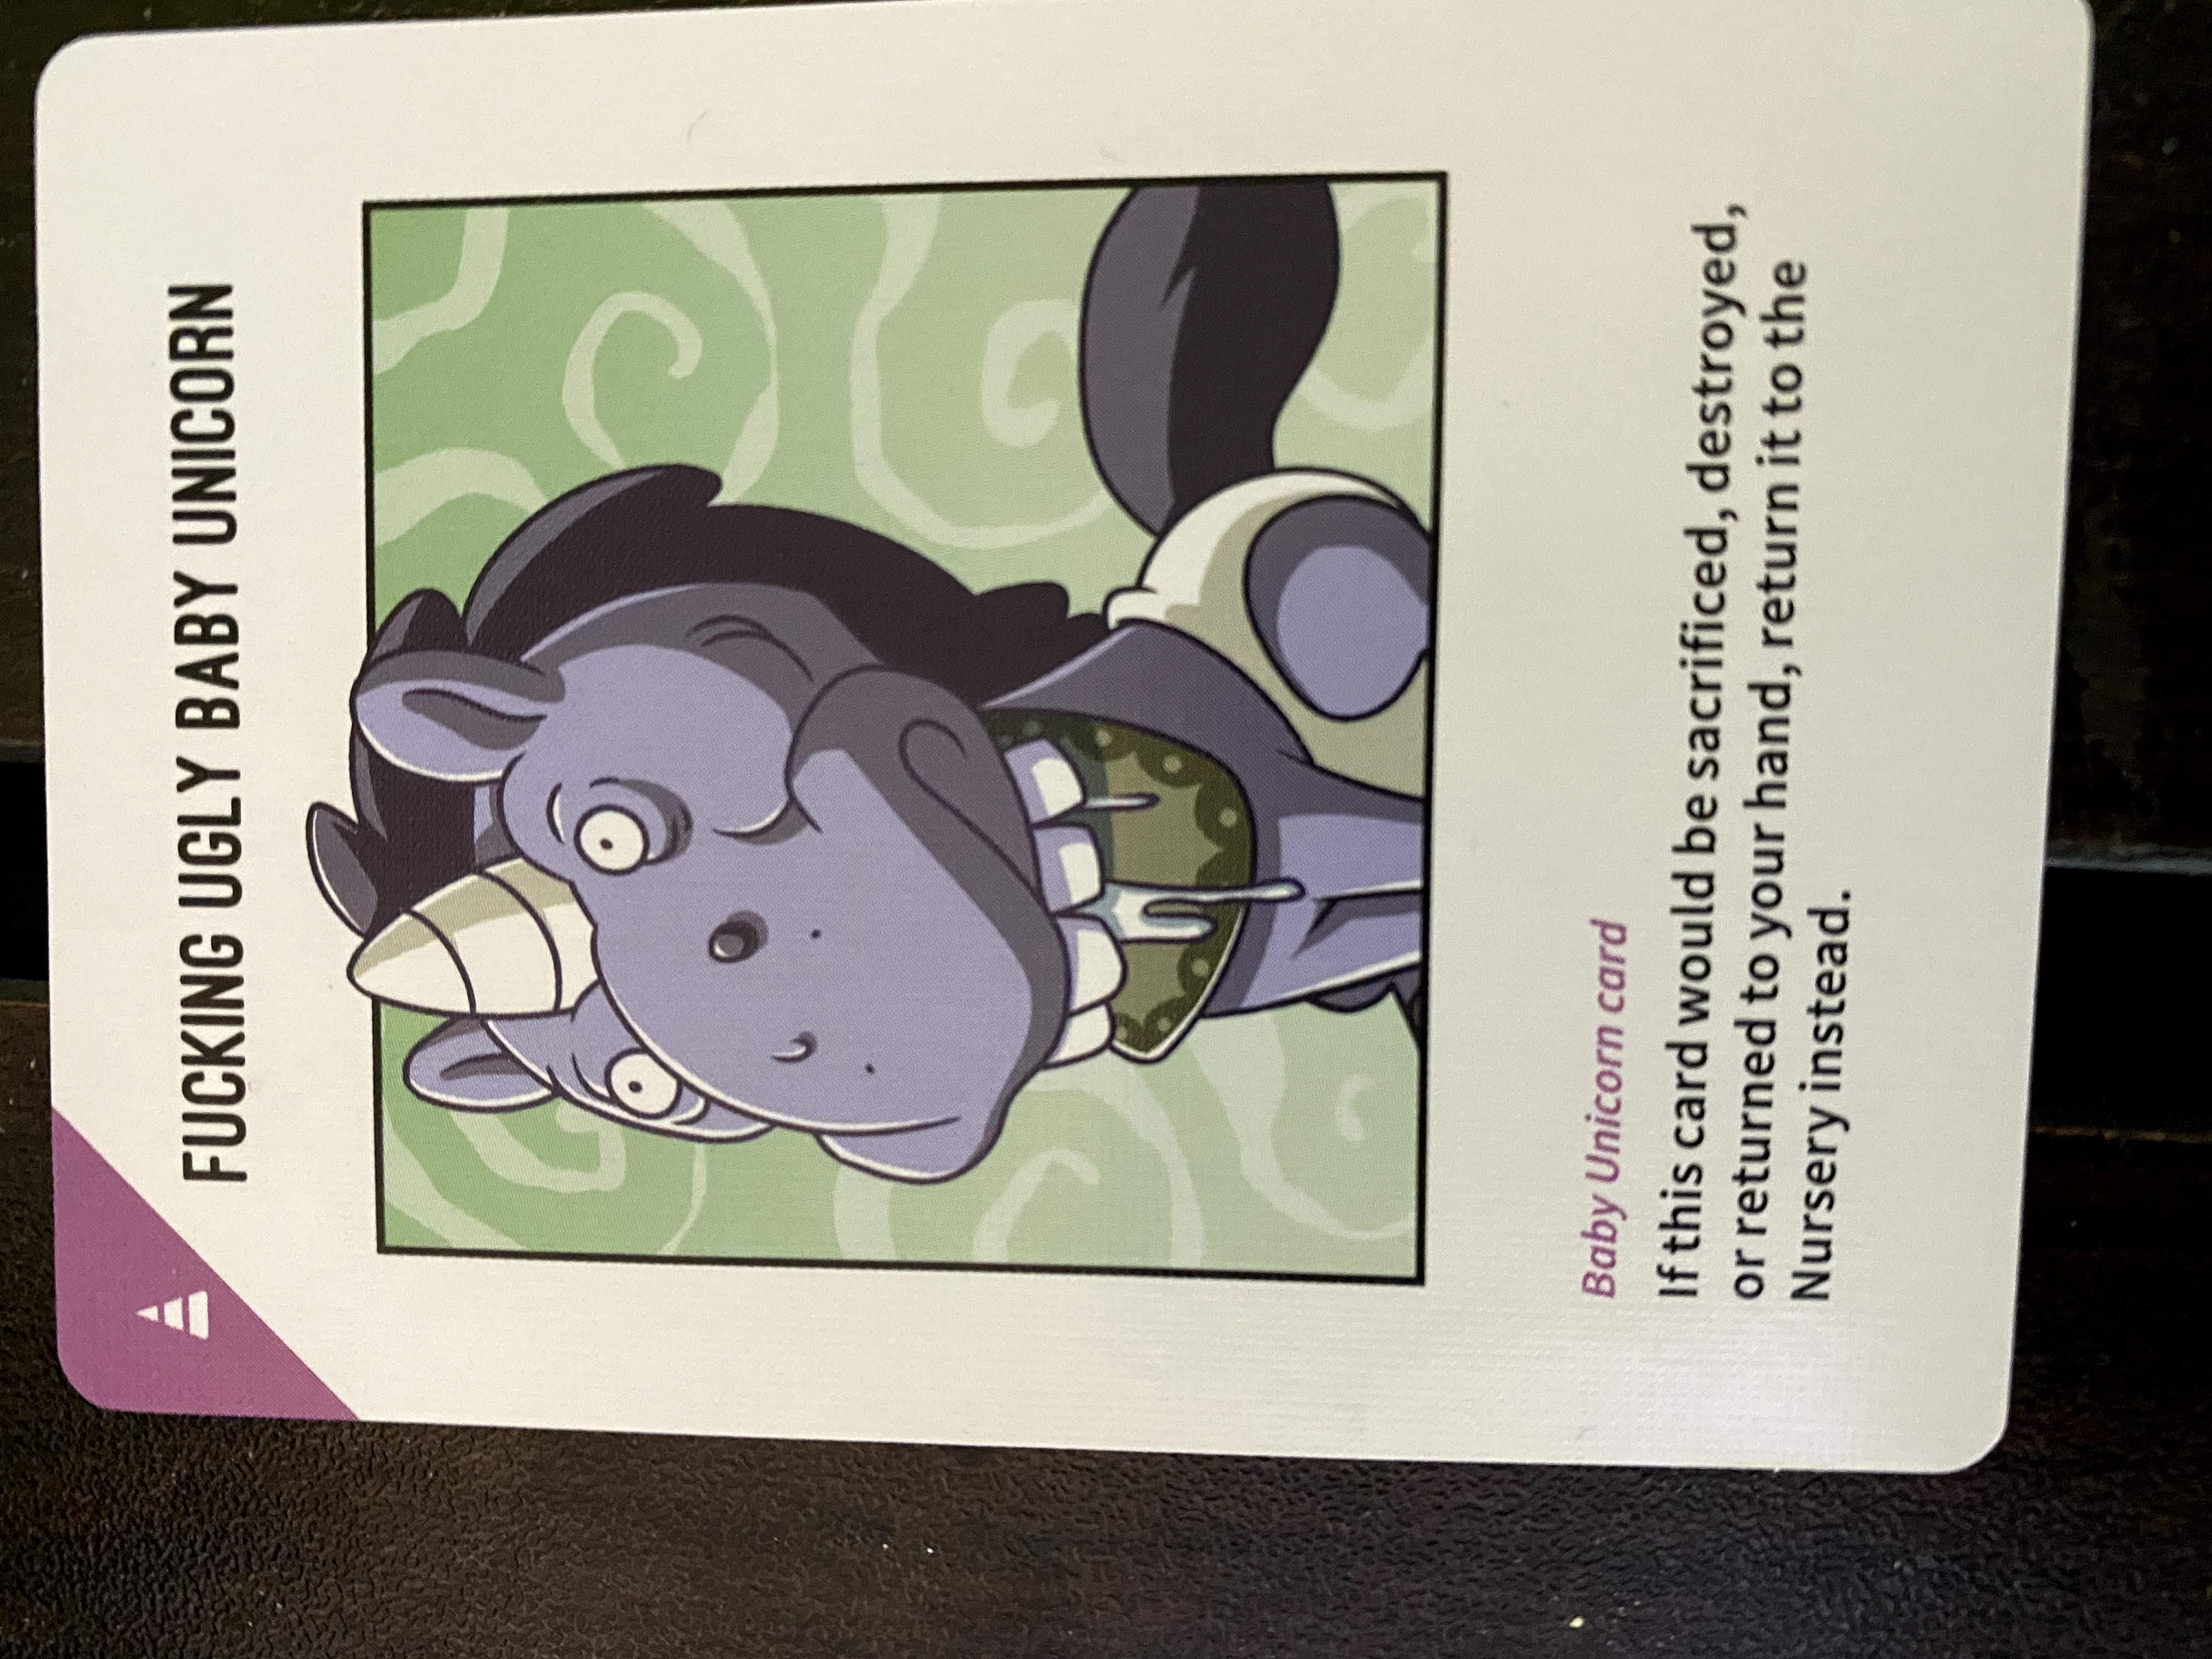 FUCKING UGLY BABY UNICORN
Baby Unicorn card
If this card would be sacrificed, destroyed,
or returned to your hand, return it to the
Nursery instead.